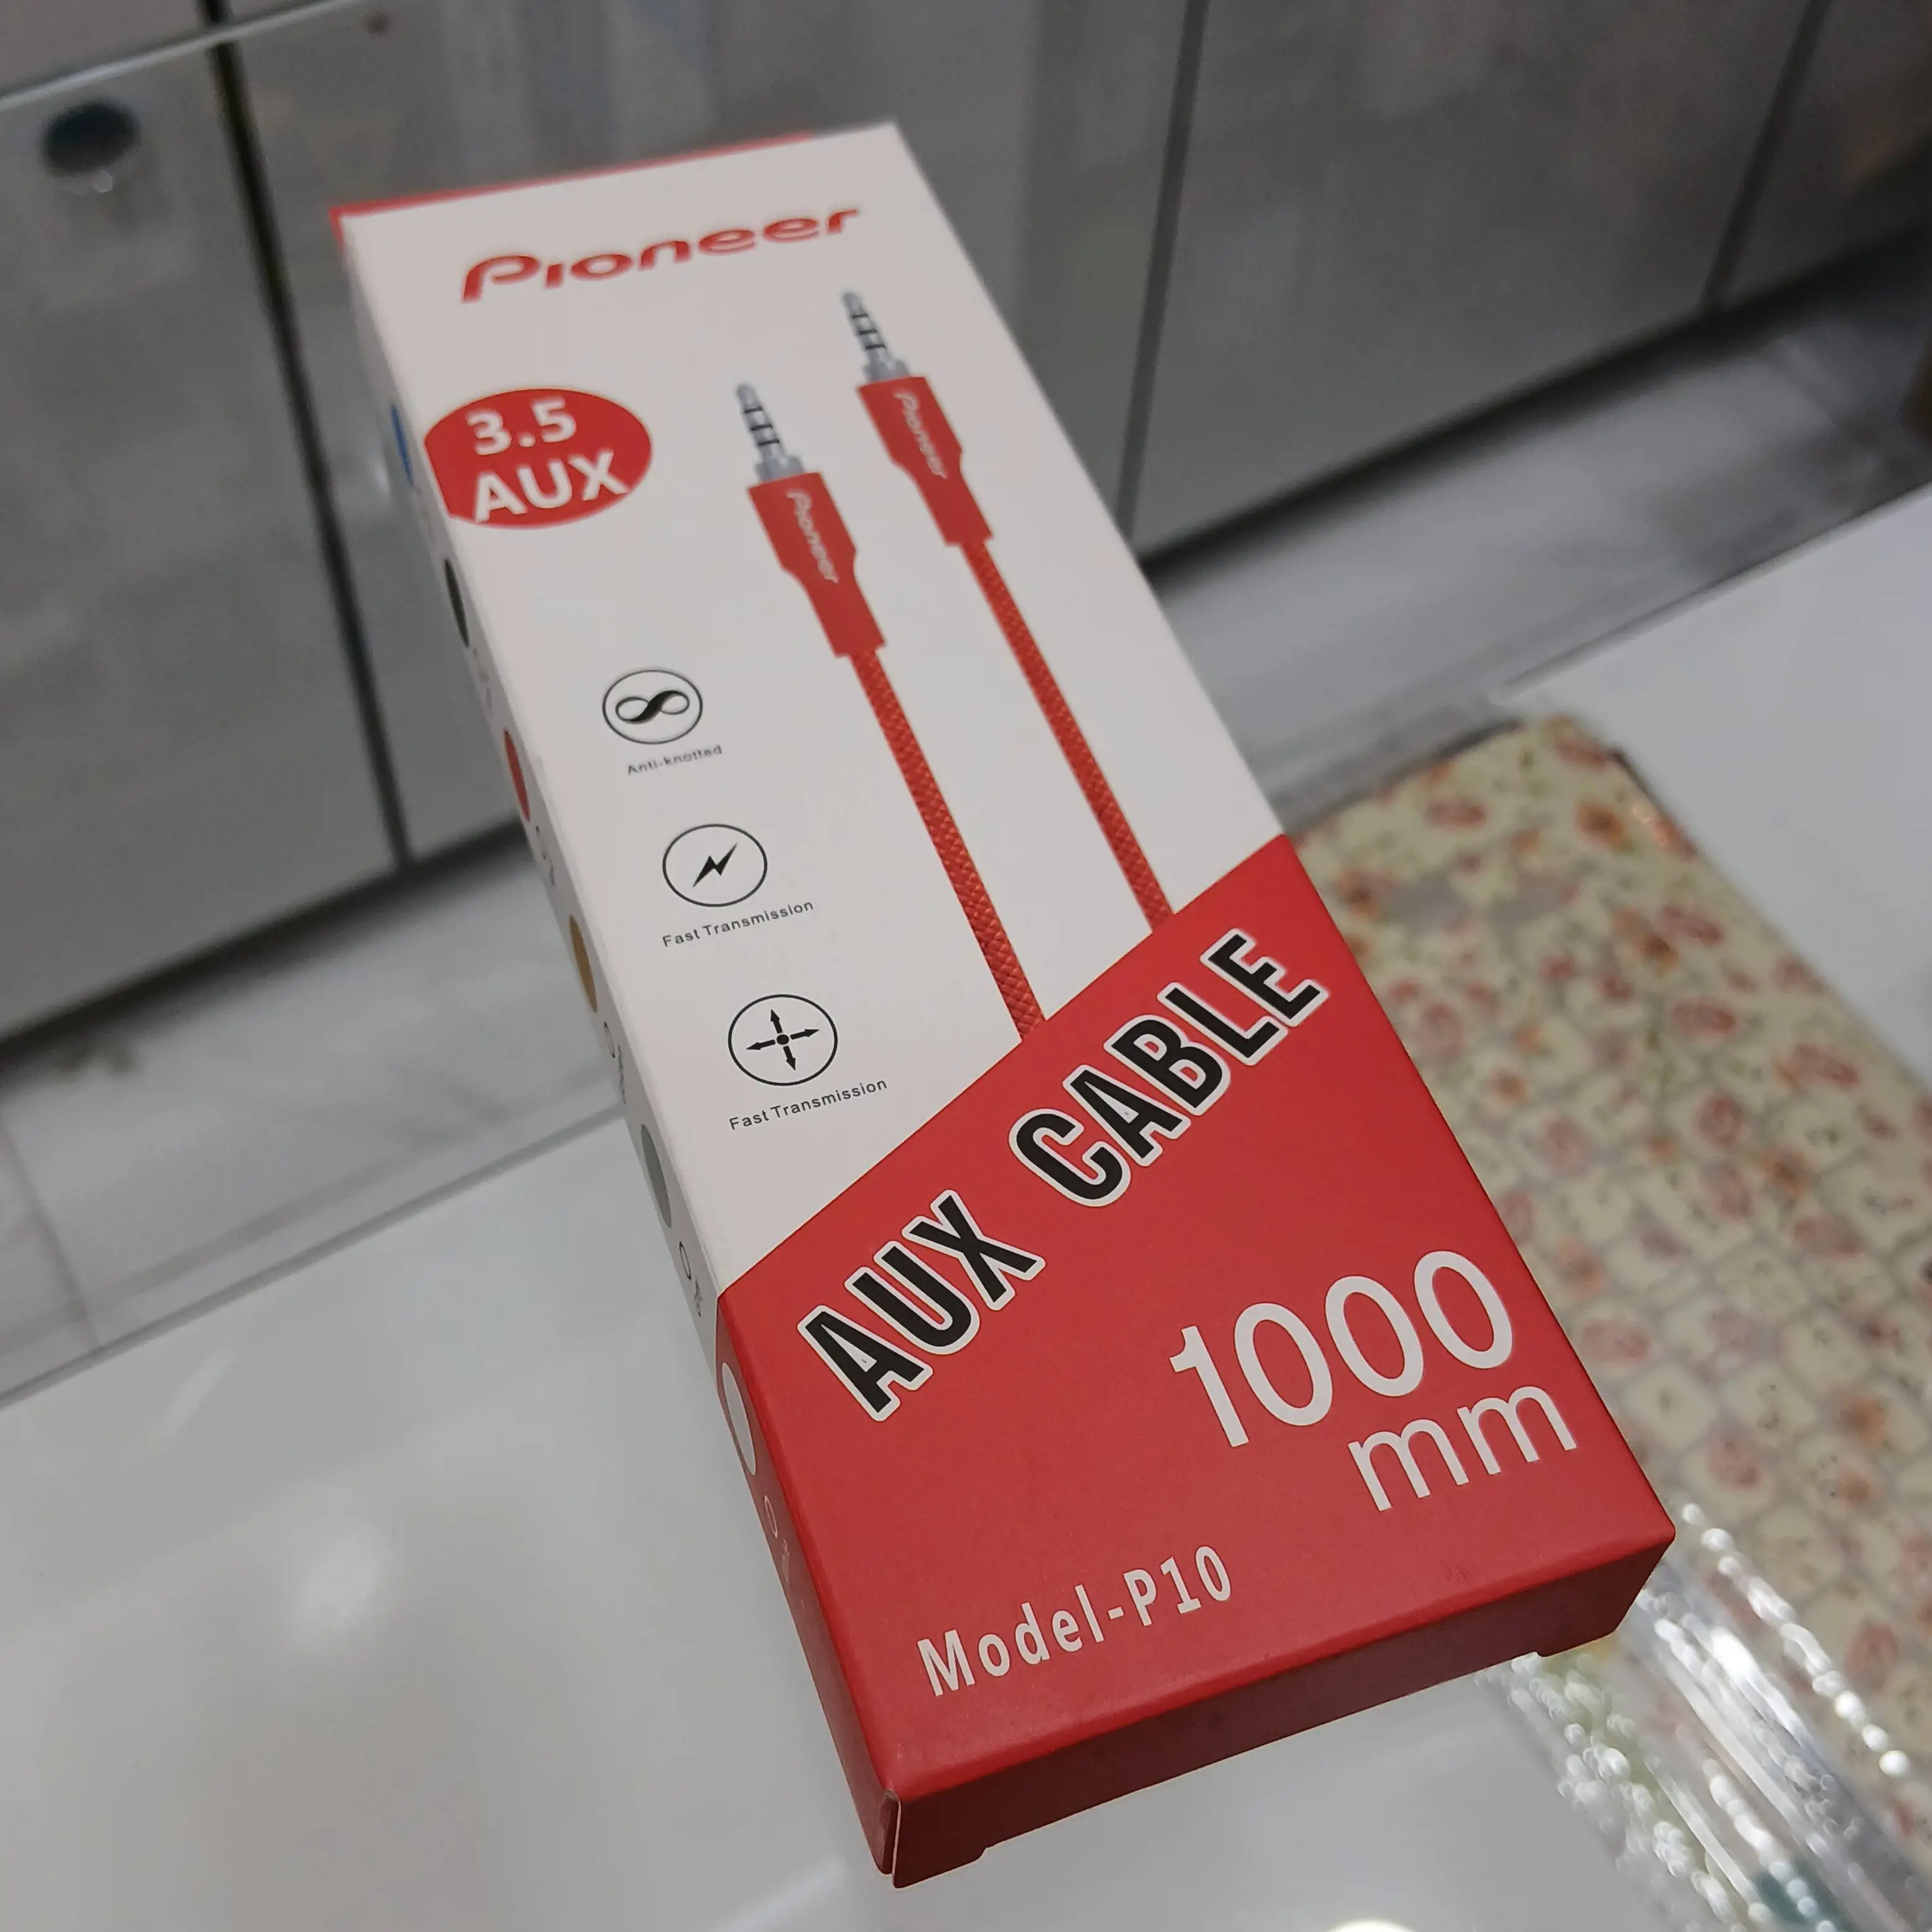 Pioneer
3.5
AUX
Pioneer
Pioneer
Anti-knotted
Fast Transmission
Fast Transmission
AUX CABLE
1000
mm
Model-P10